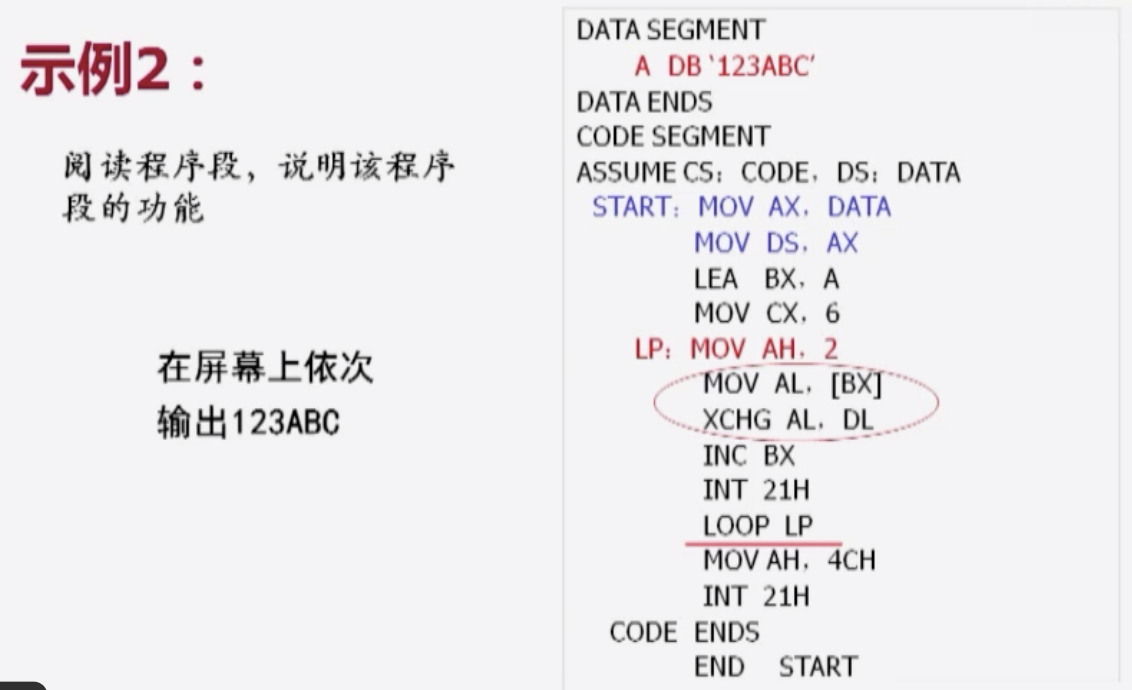 示例2：
阅读程序段，说明该程序
段的功能
在屏幕上依次
输出123ABC
DATA SEGMENT
A DB ‘123ABC’
DATA ENDS
CODE SEGMENT
ASSUME CS：CODE，DS：DATA
START：MOV AX，DATA
MOV DS，AX
LEA BX，A
MOV CX，6
LP：MOV AH，2
MOV AL，[BX]
XCHG AL，DL
INC BX
INT 21H
LOOP LP
MOV AH，4CH
INT 21H
CODE ENDS
END START